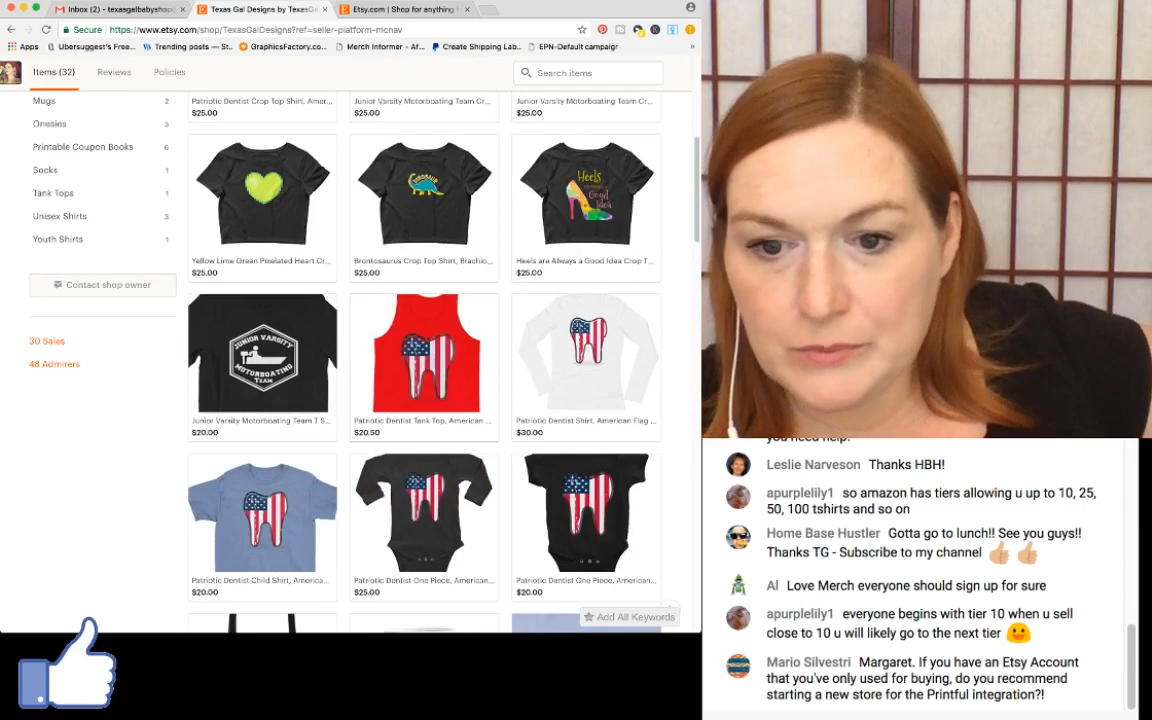 Inbox (2) - texasgalbabyshop@
Texas Gal Designs by TexasG
Etsy.com | Shop for anything
Secure
https://www.etsy.com/shop/TexasGalDesigns?ref=seller-platform-mcnav
Apps
Ubersuggest's Free...
Trending posts — St...
GraphicsFactory.co...
Merch Informer - Af...
Create Shipping Lab...
EPN-Default campaign
»
Items (32)
Reviews
Policies
Search items
Mugs 2
Onesies 3
Printable Coupon Books 6
Socks 1
Tank Tops 1
Unisex Shirts 3
Youth Shirts 1
Contact shop owner
30 Sales
48 Admirers
Patriotic Dentist Crop Top Shirt, Amer...
$25.00
Junior Varsity Motorboating Team Cr...
$25.00
Junior Varsity Motorboating Team Cr...
$25.00
Heels
Good
Idea
Yellow Lime Green Pixelated Heart Cr...
$25.00
Brontosaurus Crop Top Shirt, Brachio...
$25.00
Heels are Always a Good Idea Crop T...
$25.00
JUNIOR VARSITY
MOTORBOATING
TEAM
Junior Varsity Motorboating Team T S...
$20.00
Patriotic Dentist Tank Top, American ...
$20.50
Patriotic Dentist Shirt, American Flag ...
$30.00
Patriotic Dentist Child Shirt, America...
$20.00
Patriotic Dentist One Piece, American...
$25.00
Patriotic Dentist One Piece, American...
$20.00
Add All Keywords
you need help!
Leslie Narveson Thanks HBH!
apurplelily1 so amazon has tiers allowing u up to 10, 25,
50, 100 tshirts and so on
Home Base Hustler Gotta go to lunch!! See you guys!!
Thanks TG - Subscribe to my channel 👍🏼 👍🏼
Al Love Merch everyone should sign up for sure
apurplelily1 everyone begins with tier 10 when u sell
close to 10 u will likely go to the next tier
Mario Silvestri Margaret. If you have an Etsy Account
that you've only used for buying, do you recommend
starting a new store for the Printful integration?!